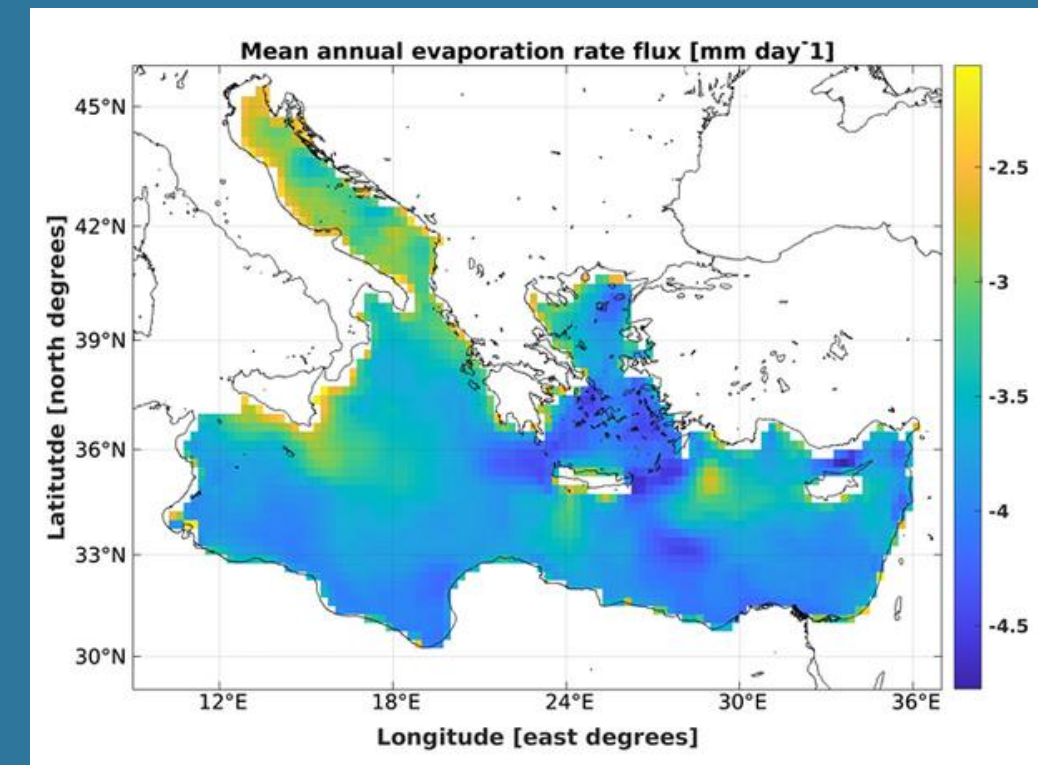 Mean annual evaporation rate flux [mm day¯1]
45°N
42°N
39°N
36°N
33°N
30°N
Latitutde [north degrees]
12°E
18°E
24°E
30°E
36°E
Longitude [east degrees]
-2.5
-3
-3.5
-4
-4.5